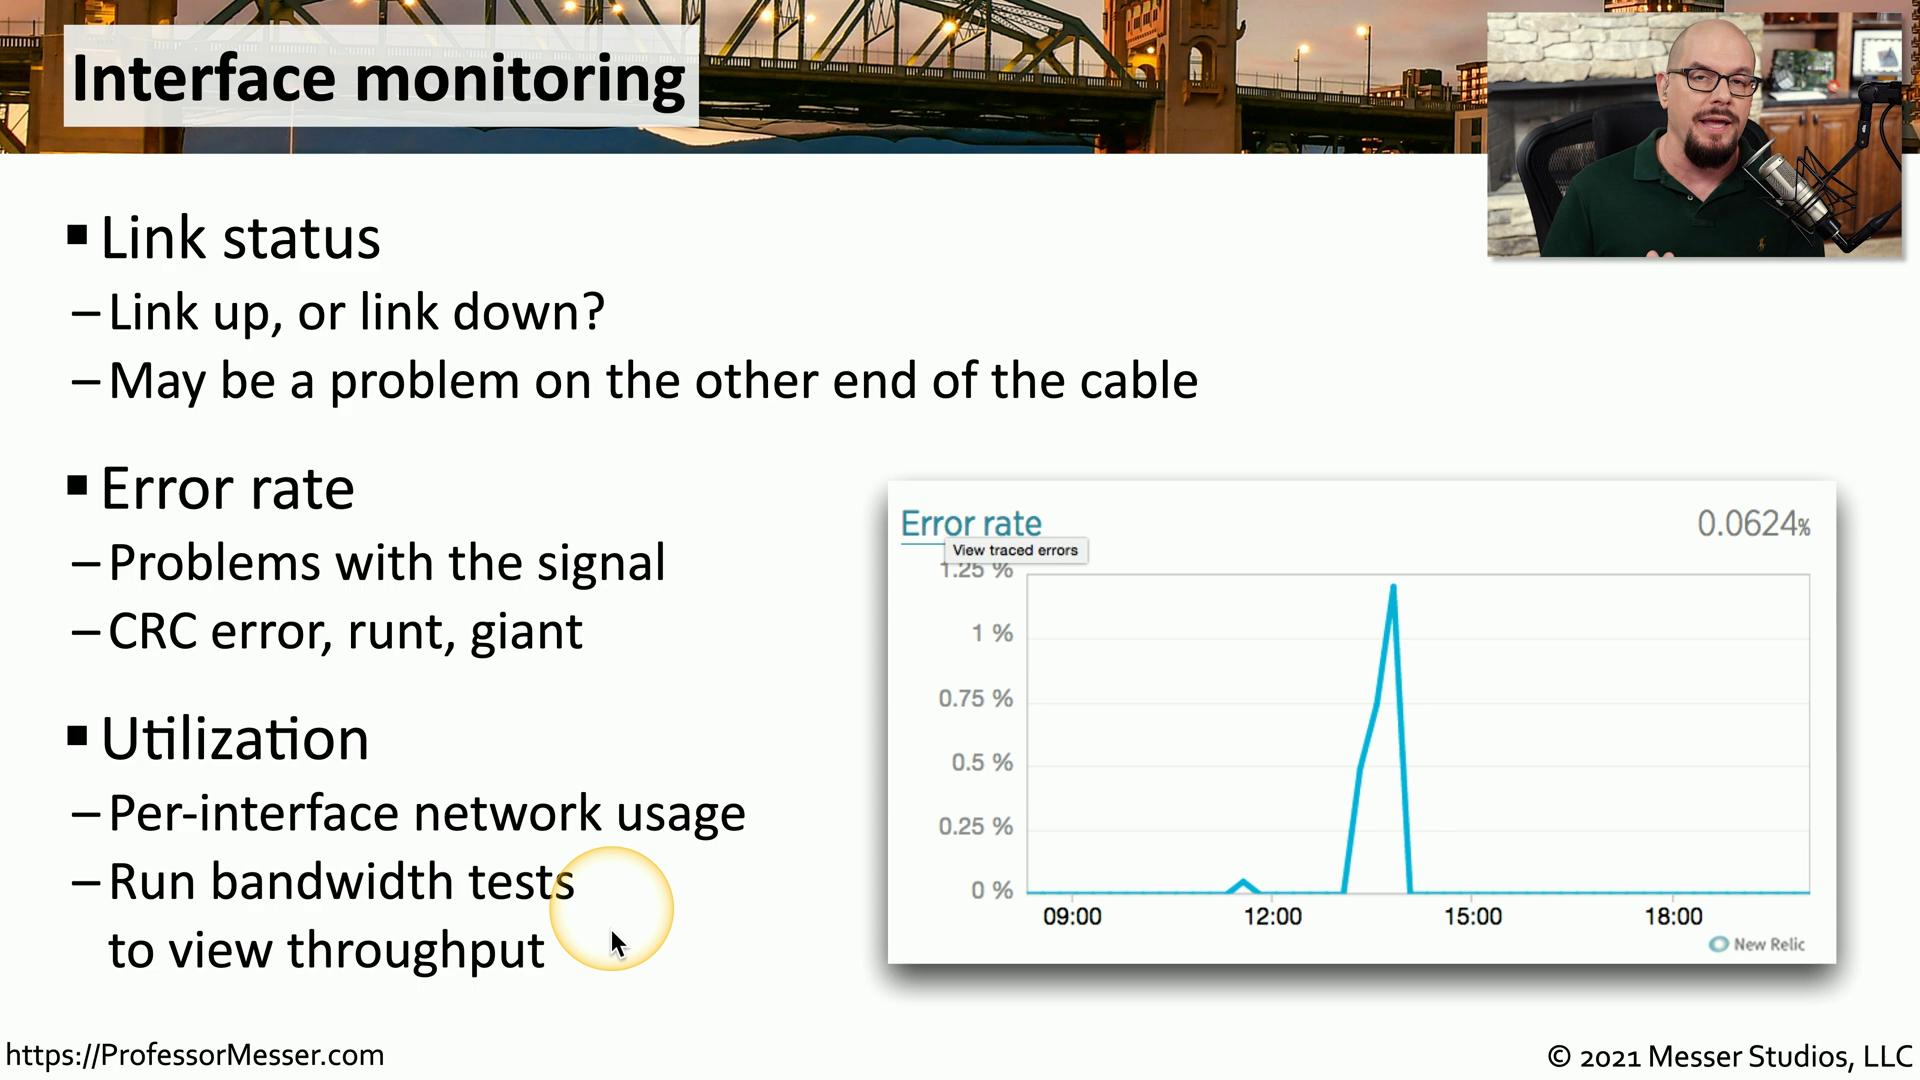 Interface monitoring
▪ Link status
– Link up, or link down?
– May be a problem on the other end of the cable
▪ Error rate
– Problems with the signal
– CRC error, runt, giant
▪ Utilization
– Per-interface network usage
– Run bandwidth tests
to view throughput
Error rate
0.0624%
View traced errors
1.25 %
1 %
0.75 %
0.5 %
0.25 %
0 %
09:00 12:00 15:00 18:00
New Relic
https://ProfessorMesser.com
© 2021 Messer Studios, LLC